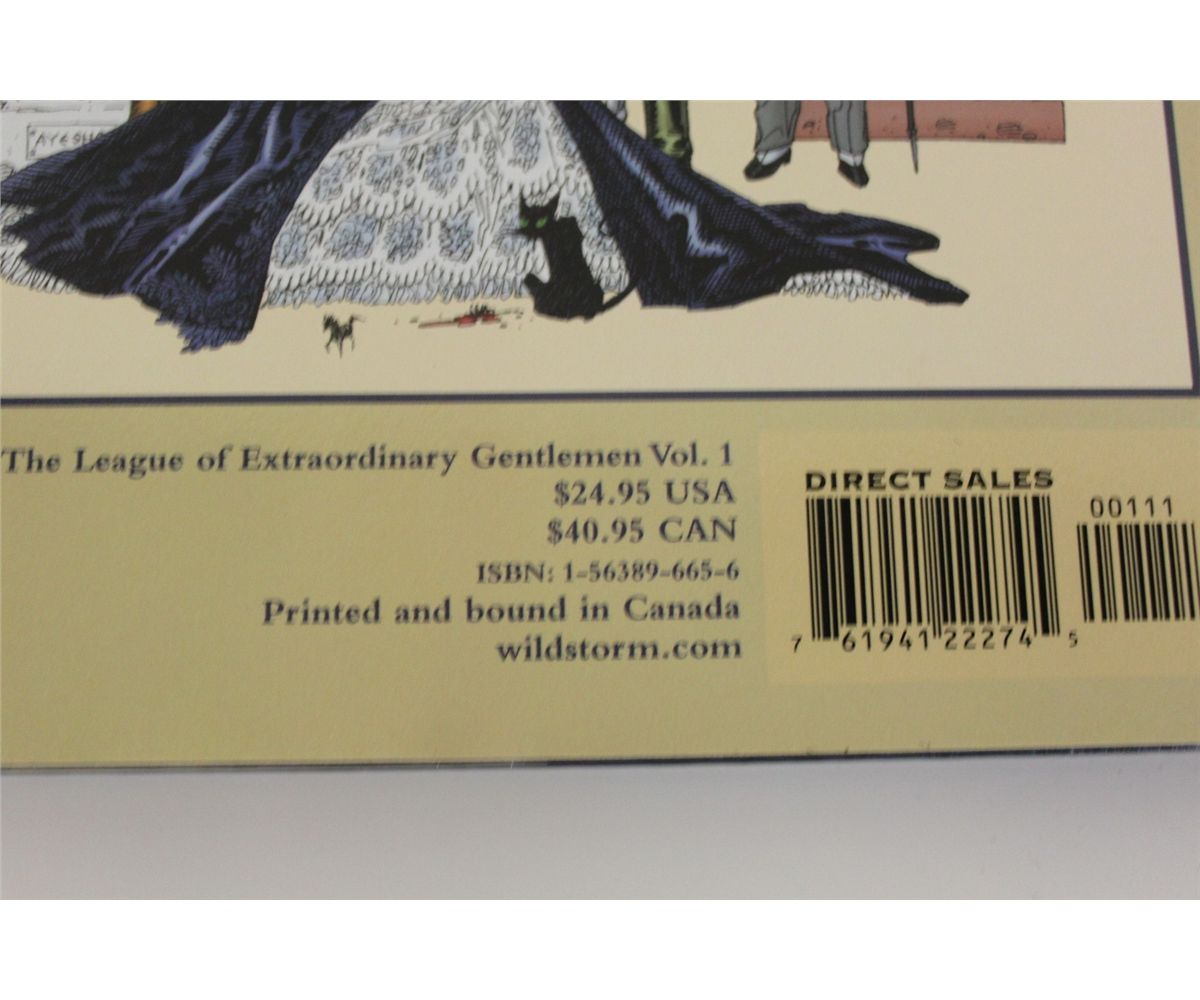 The League of Extraordinary Gentlemen Vol. 1
$24.95 USA
$40.95 CAN
ISBN: 1-56389-665-6
Printed and bound in Canada
wildstorm.com
DIRECT SALES
00111
7 61941 22274 5